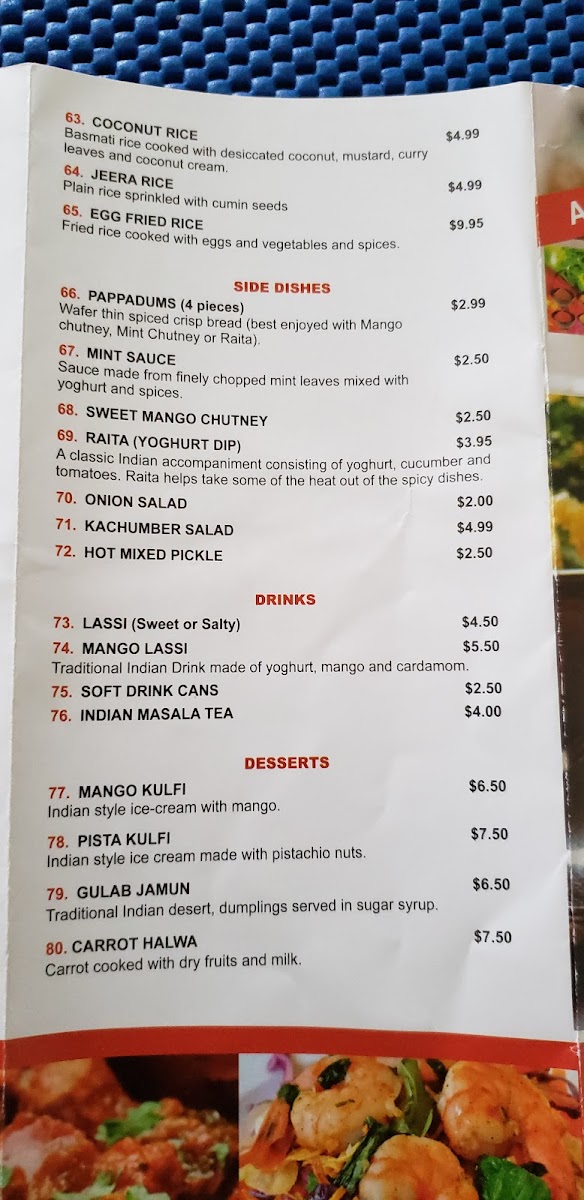 63. COCONUT RICE $4.99
Basmati rice cooked with desiccated coconut, mustard, curry
leaves and coconut cream.
64. JEERA RICE $4.99
Plain rice sprinkled with cumin seeds
65. EGG FRIED RICE $9.95
Fried rice cooked with eggs and vegetables and spices.
SIDE DISHES
66. PAPPADUMS (4 pieces) $2.99
Wafer thin spiced crisp bread (best enjoyed with Mango
chutney, Mint Chutney or Raita).
67. MINT SAUCE $2.50
Sauce made from finely chopped mint leaves mixed with
yoghurt and spices.
68. SWEET MANGO CHUTNEY $2.50
69. RAITA (YOGHURT DIP) $3.95
A classic Indian accompaniment consisting of yoghurt, cucumber and
tomatoes. Raita helps take some of the heat out of the spicy dishes.
70. ONION SALAD $2.00
71. KACHUMBER SALAD $4.99
72. HOT MIXED PICKLE $2.50
DRINKS
73. LASSI (Sweet or Salty) $4.50
74. MANGO LASSI $5.50
Traditional Indian Drink made of yoghurt, mango and cardamom.
75. SOFT DRINK CANS $2.50
76. INDIAN MASALA TEA $4.00
DESSERTS
77. MANGO KULFI $6.50
Indian style ice-cream with mango.
78. PISTA KULFI $7.50
Indian style ice cream made with pistachio nuts.
79. GULAB JAMUN $6.50
Traditional Indian desert, dumplings served in sugar syrup.
80. CARROT HALWA $7.50
Carrot cooked with dry fruits and milk.
A